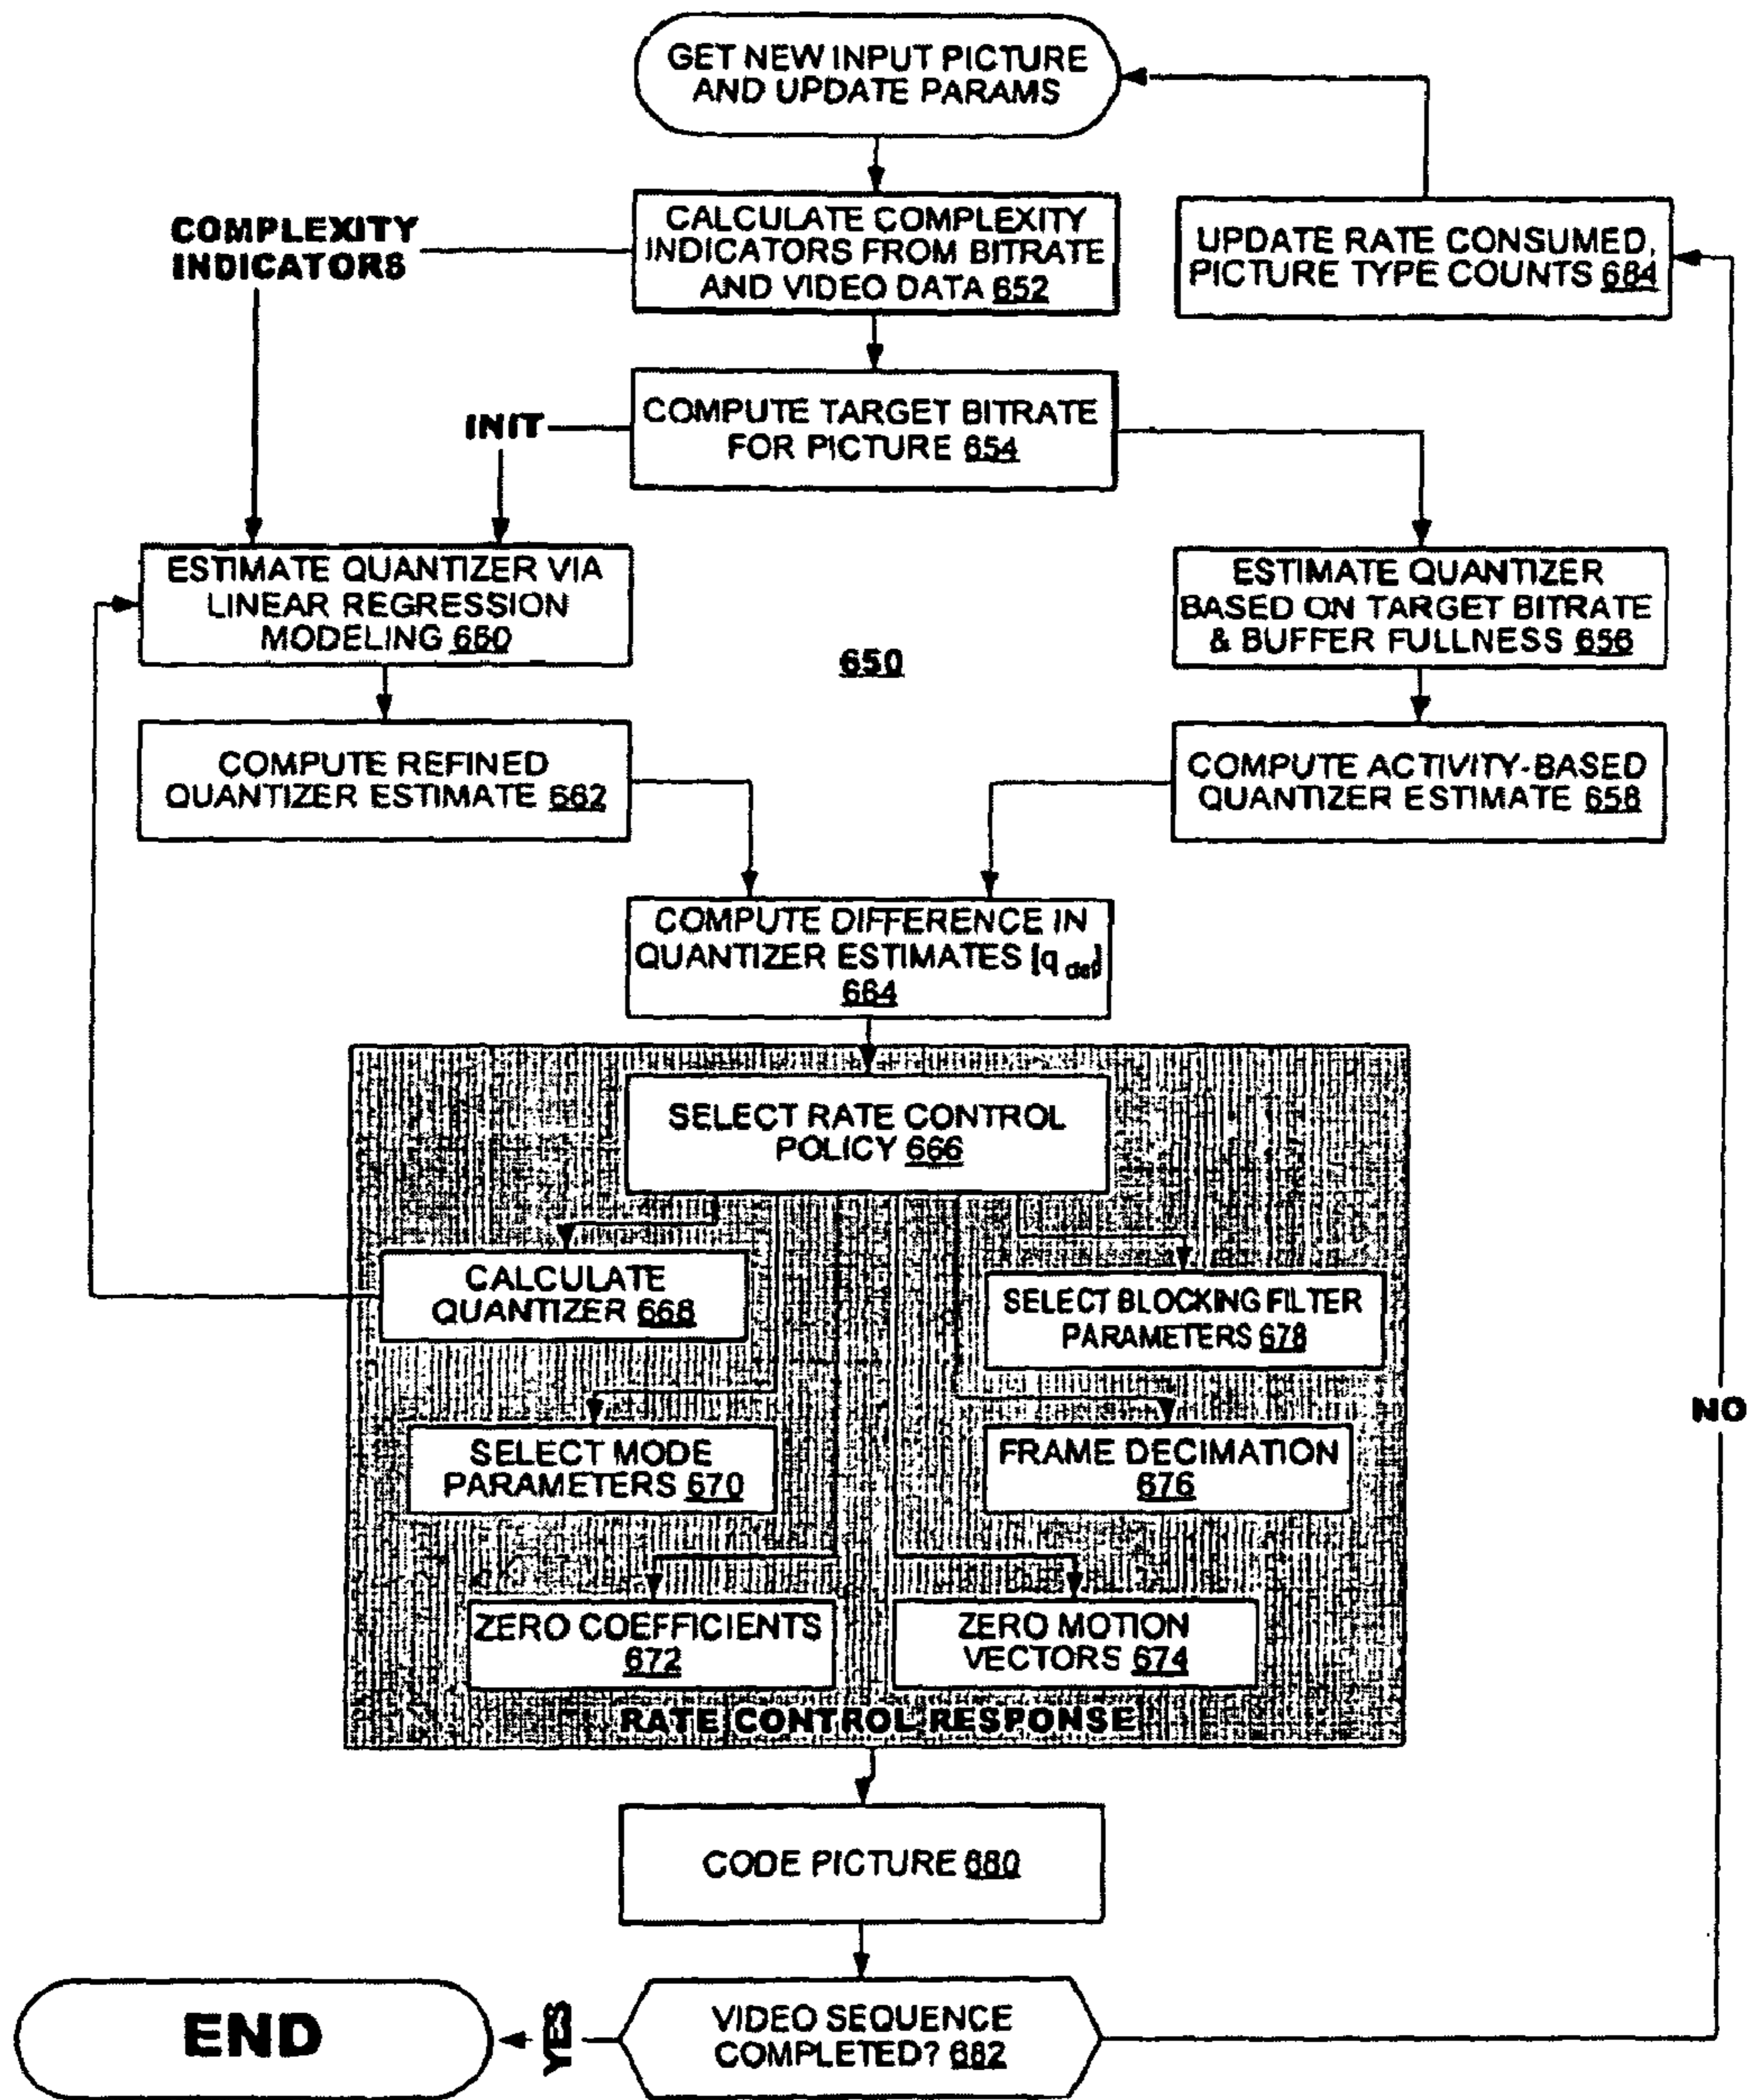 GET NEW INPUT PICTURE
AND UPDATE PARAMS
COMPLEXITY
INDICATORS
CALCULATE COMPLEXITY
INDICATORS FROM BITRATE
AND VIDEO DATA 652
UPDATE RATE CONSUMED,
PICTURE TYPE COUNTS 684
INIT
COMPUTE TARGET BITRATE
FOR PICTURE 654
ESTIMATE QUANTIZER VIA
LINEAR REGRESSION
MODELING 660
650
ESTIMATE QUANTIZER
BASED ON TARGET BITRATE
& BUFFER FULLNESS 656
COMPUTE REFINED
QUANTIZER ESTIMATE 662
COMPUTE ACTIVITY-BASED
QUANTIZER ESTIMATE 658
COMPUTE DIFFERENCE IN
QUANTIZER ESTIMATES
664
SELECT RATE CONTROL
POLICY 666
CALCULATE
QUANTIZER 668
SELECT BLOCKING FILTER
PARAMETERS 678
NO
SELECT MODE
PARAMETERS 670
FRAME DECIMATION
676
ZERO COEFFICIENTS
672
ZERO MOTION
VECTORS 674
RATE CONTROL RESPONSE
CODE PICTURE 680
END
YES
VIDEO SEQUENCE
COMPLETED? 682